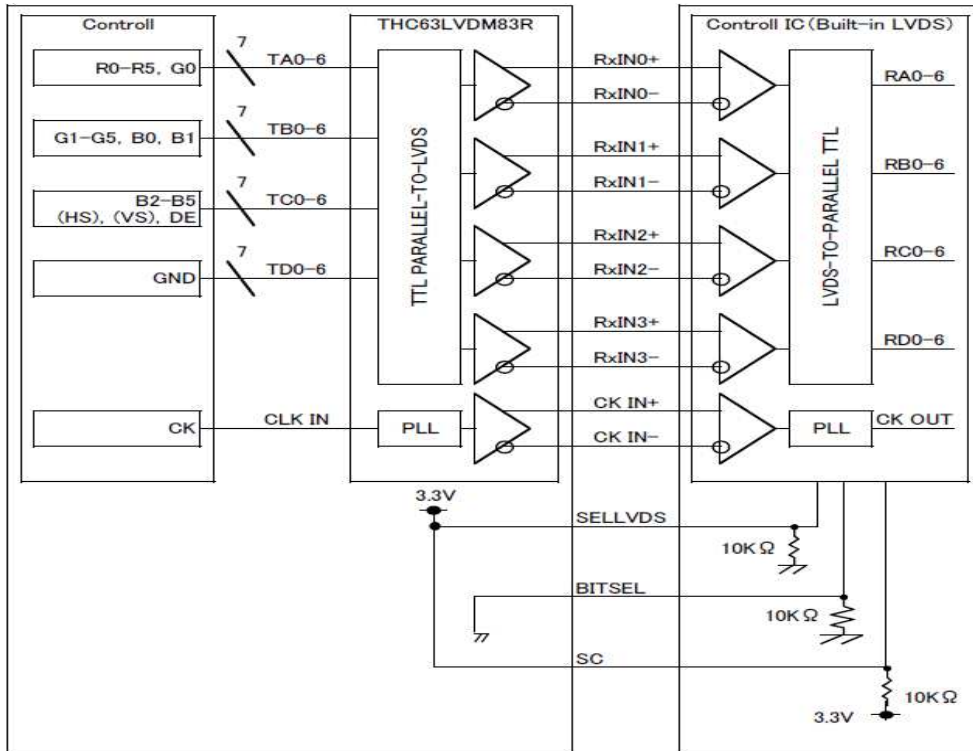 Controll
THC63LVDM83R
Controll IC(Built-in LVDS)
R0-R5, G0
7
TA0-6
RxIN0+
RxIN0-
RA0-6
G1-G5, B0, B1
7
TB0-6
RxIN1+
RxIN1-
RB0-6
B2-B5
(HS), (VS), DE
7
TC0-6
RxIN2+
RxIN2-
RC0-6
GND
7
TD0-6
RxIN3+
RxIN3-
RD0-6
TTL PARALLEL-TO-LVDS
LVDS-TO-PARALLEL TTL
CK
CLK IN
PLL
CK IN+
CK IN-
PLL
CK OUT
3.3V
SELLVDS
10KΩ
BITSEL
10KΩ
SC
10KΩ
3.3V